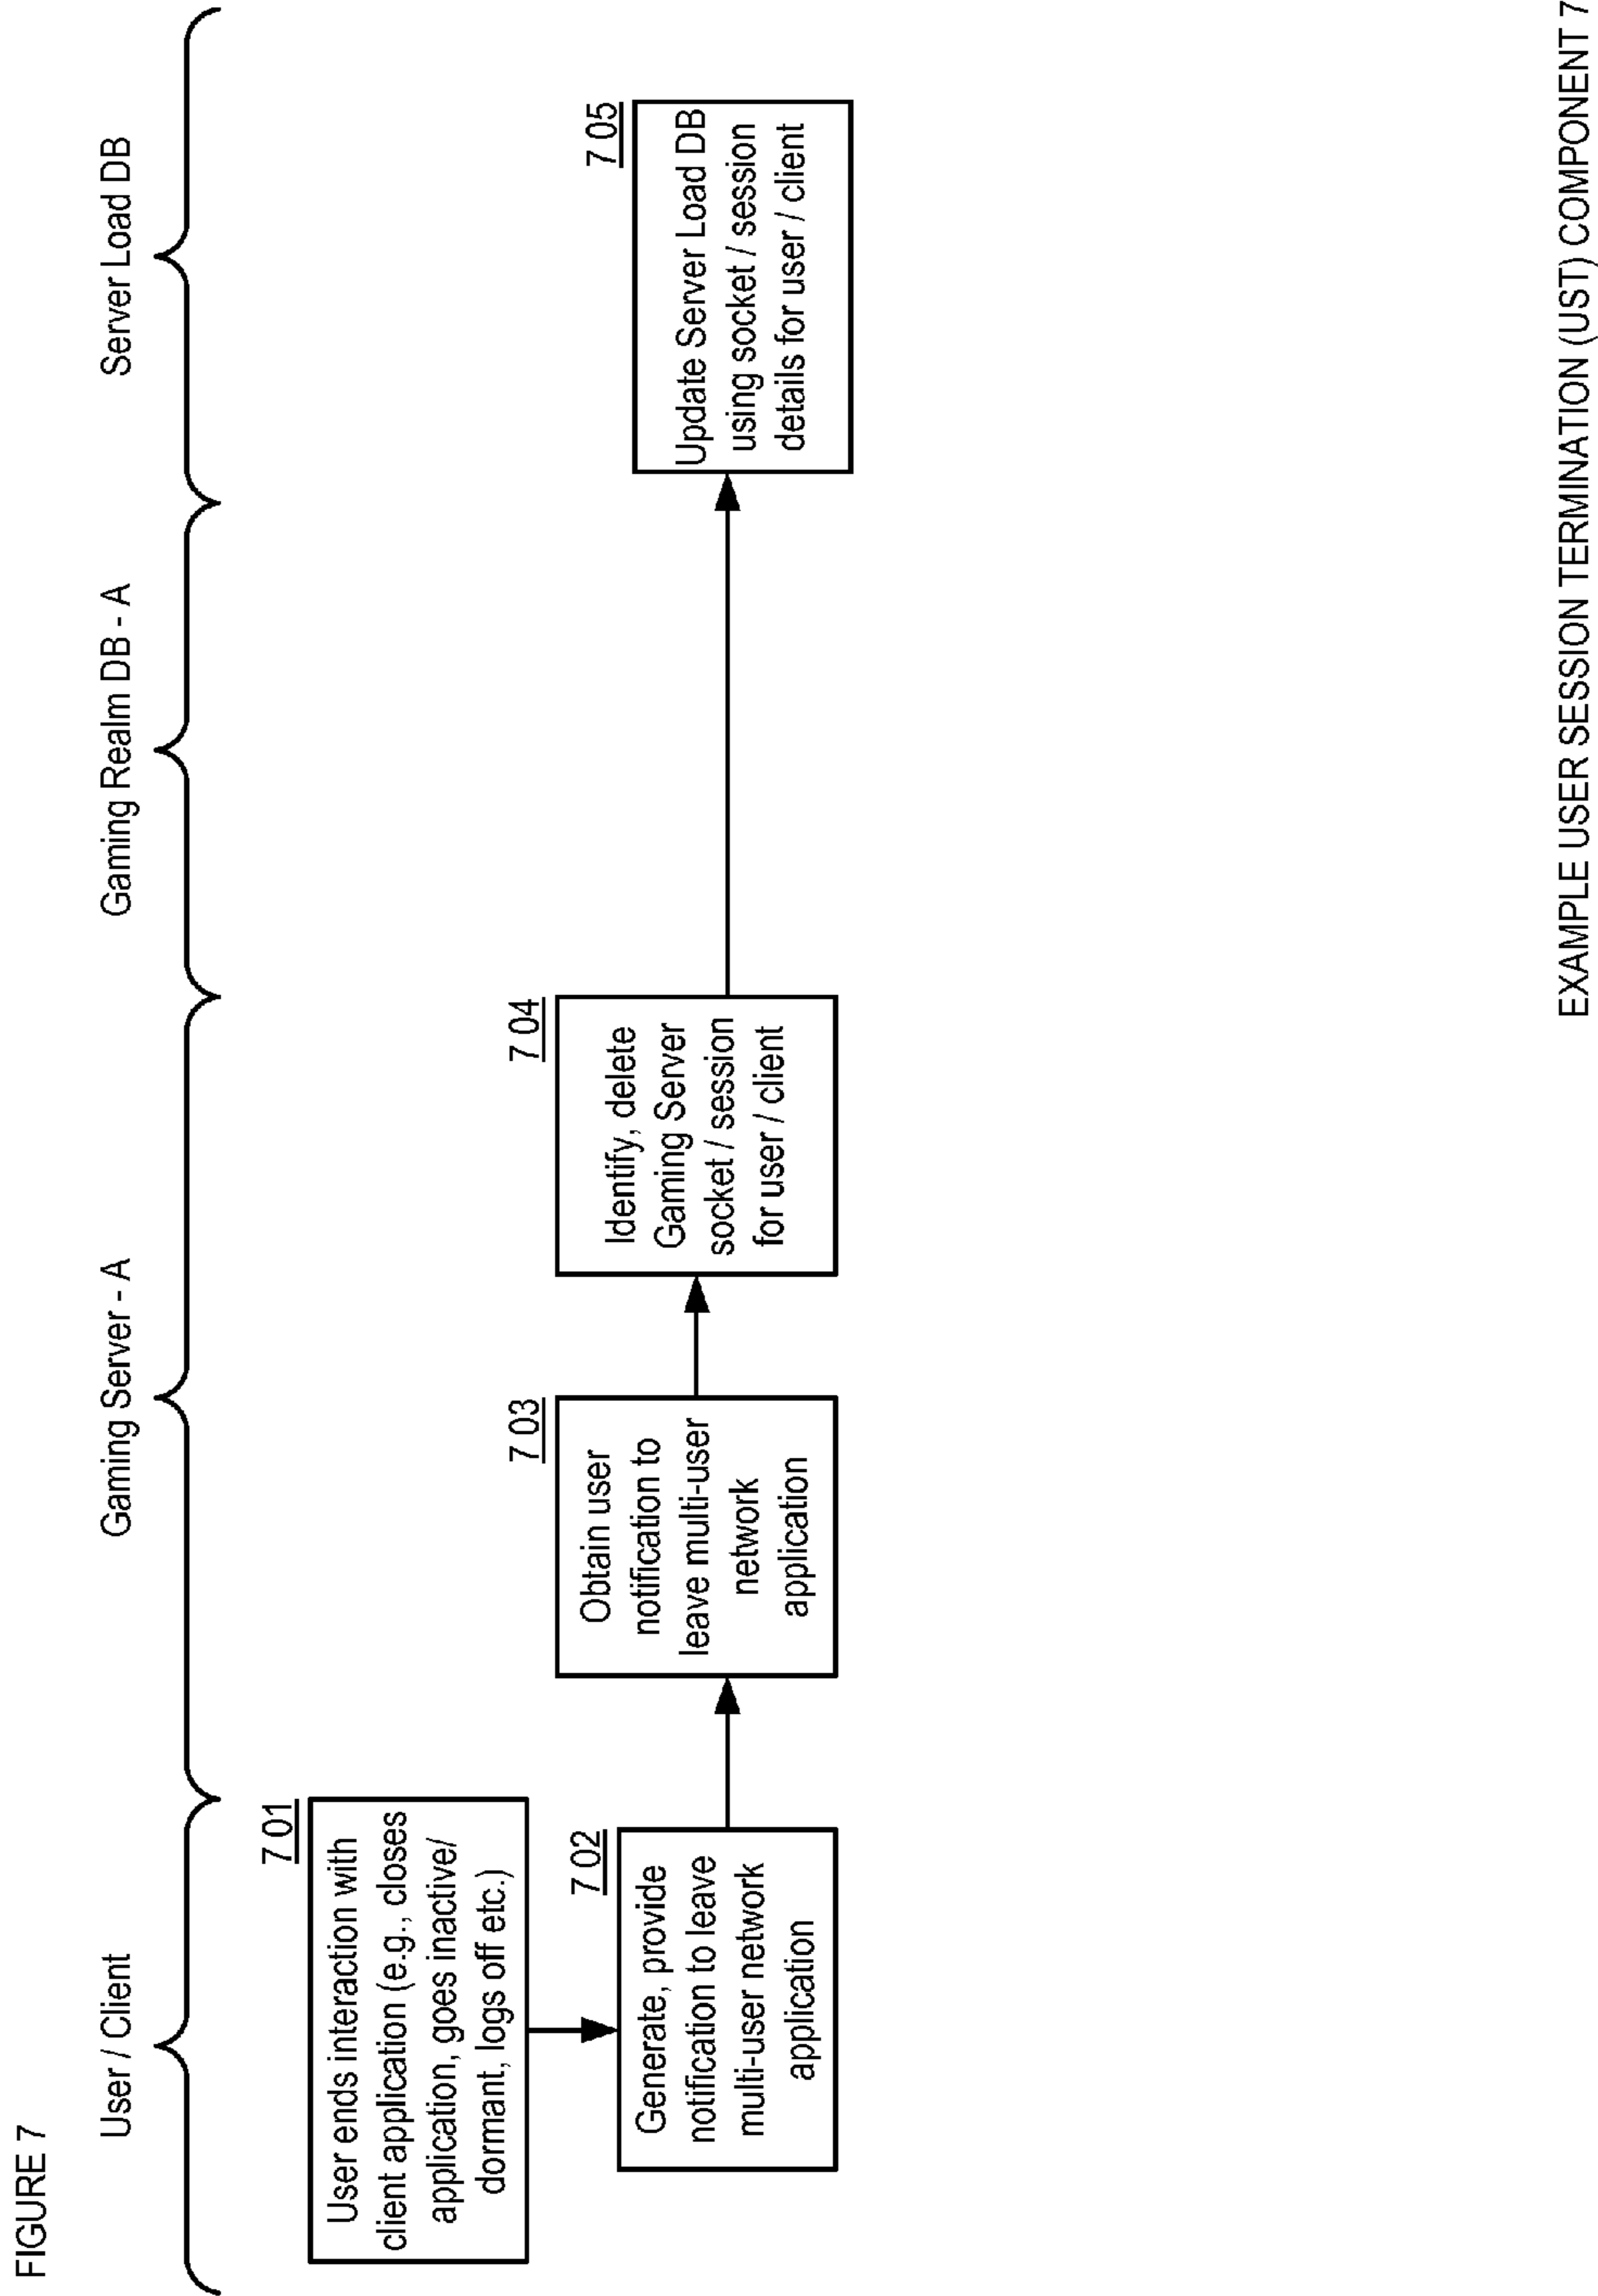 FIGURE 7
User / Client
Gaming Server - A
Gaming Realm DB - A
Server Load DB
7 01
User ends interaction with
client application (e.g., closes
application, goes inactive/
dormant, logs off etc.)
7 02
Generate, provide
notification to leave
multi-user network
application
7 03
Obtain user
notification to
leave multi-user
network
application
7 04
Identify, delete
Gaming Server
socket / session
for user / client
7 05
Update Server Load DB
using socket / session
details for user / client
EXAMPLE USER SESSION TERMINATION (UST) COMPONENT 7